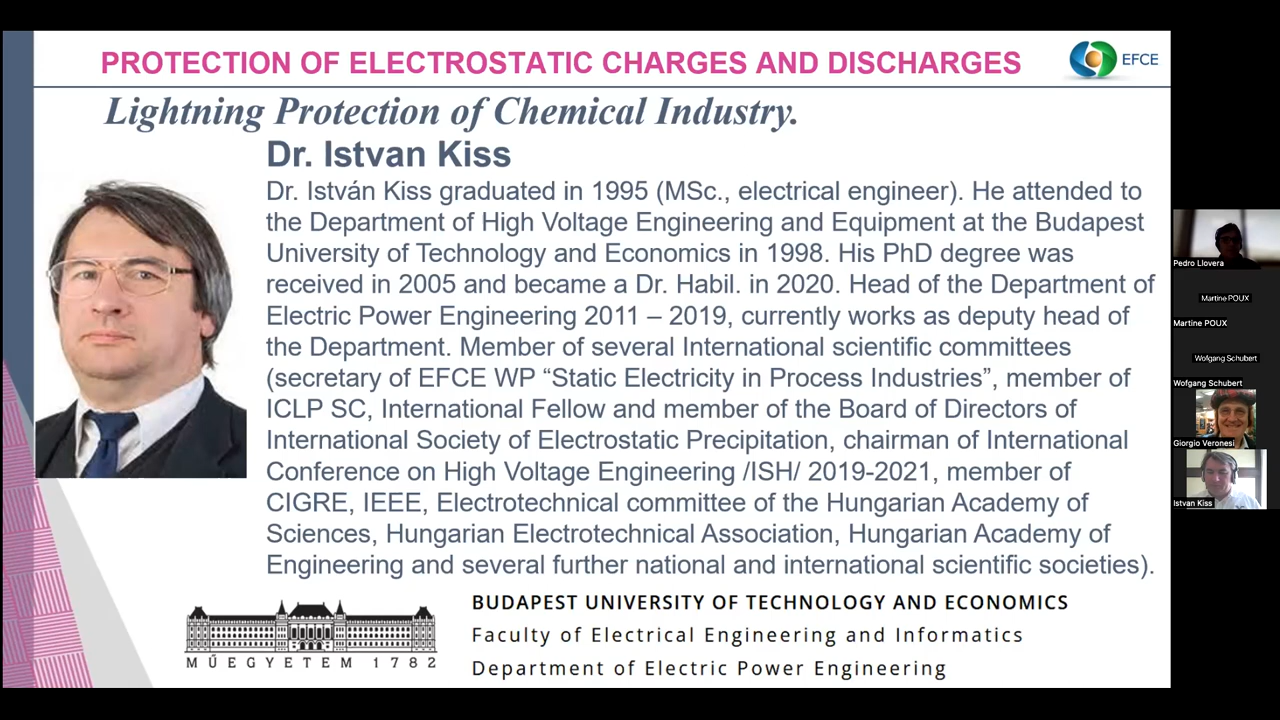 PROTECTION OF ELECTROSTATIC CHARGES AND DISCHARGES
EFCE
Lightning Protection of Chemical Industry.
Dr. Istvan Kiss
Dr. István Kiss graduated in 1995 (MSc., electrical engineer). He attended to
the Department of High Voltage Engineering and Equipment at the Budapest
University of Technology and Economics in 1998. His PhD degree was
received in 2005 and became a Dr. Habil. in 2020. Head of the Department of
Electric Power Engineering 2011 – 2019, currently works as deputy head of
the Department. Member of several International scientific committees
(secretary of EFCE WP “Static Electricity in Process Industries”, member of
ICLP SC, International Fellow and member of the Board of Directors of
International Society of Electrostatic Precipitation, chairman of International
Conference on High Voltage Engineering /ISH/ 2019-2021, member of
CIGRE, IEEE, Electrotechnical committee of the Hungarian Academy of
Sciences, Hungarian Electrotechnical Association, Hungarian Academy of
Engineering and several further national and international scientific societies).
MŰEGYETEM 1782
BUDAPEST UNIVERSITY OF TECHNOLOGY AND ECONOMICS
Faculty of Electrical Engineering and Informatics
Department of Electric Power Engineering
Pedro Llovera
Martine POUX
Martine POUX
Wofgang Schubert
Wofgang Schubert
Giorgio Veronesi
Istvan Kiss